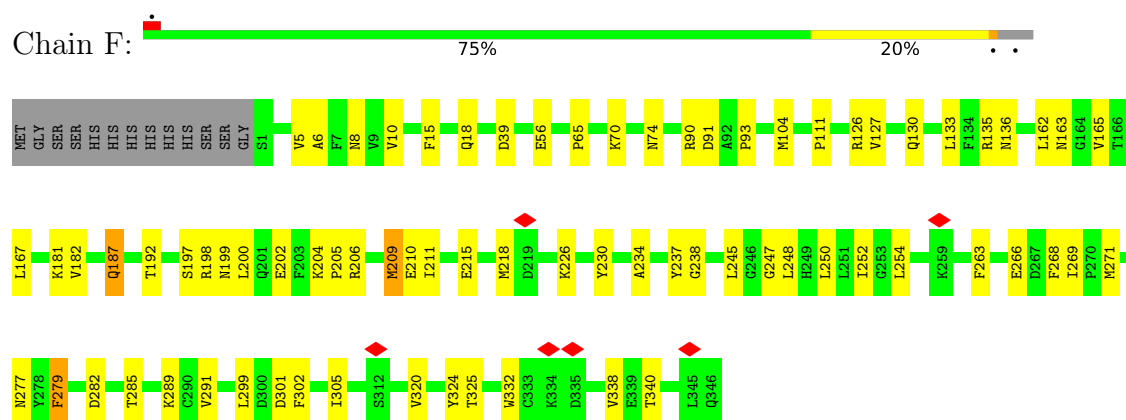 Chain F:
•
75% 20% • •
MET GLY SER SER HIS HIS HIS HIS HIS HIS SER SER GLY S1 V5 A6 F7 N8 V9 V10 F15 Q18 D39 E56 P65 K70 N74 R90 D91 A92 P93 M104 P111 R126 V127 Q130 L133 F134 R135 N136 L162 N163 G164 V165 T166
L167 K181 V182 Q187 T192 S197 R198 N199 L200 Q201 E202 F203 K204 P205 R206 M209 E210 I211 E215 M218 D219 K226 Y230 A234 Y237 G238 L245 G246 G247 L248 H249 L250 E251 I252 G253 L254 K259 F263 E266 D267 F268 I269 P270 M271
N277 Y278 F279 D282 T285 K289 C290 V291 L299 D300 D301 F302 I305 S312 V320 Y324 T325 W332 C333 K334 D335 V338 E339 T340 L345 Q346